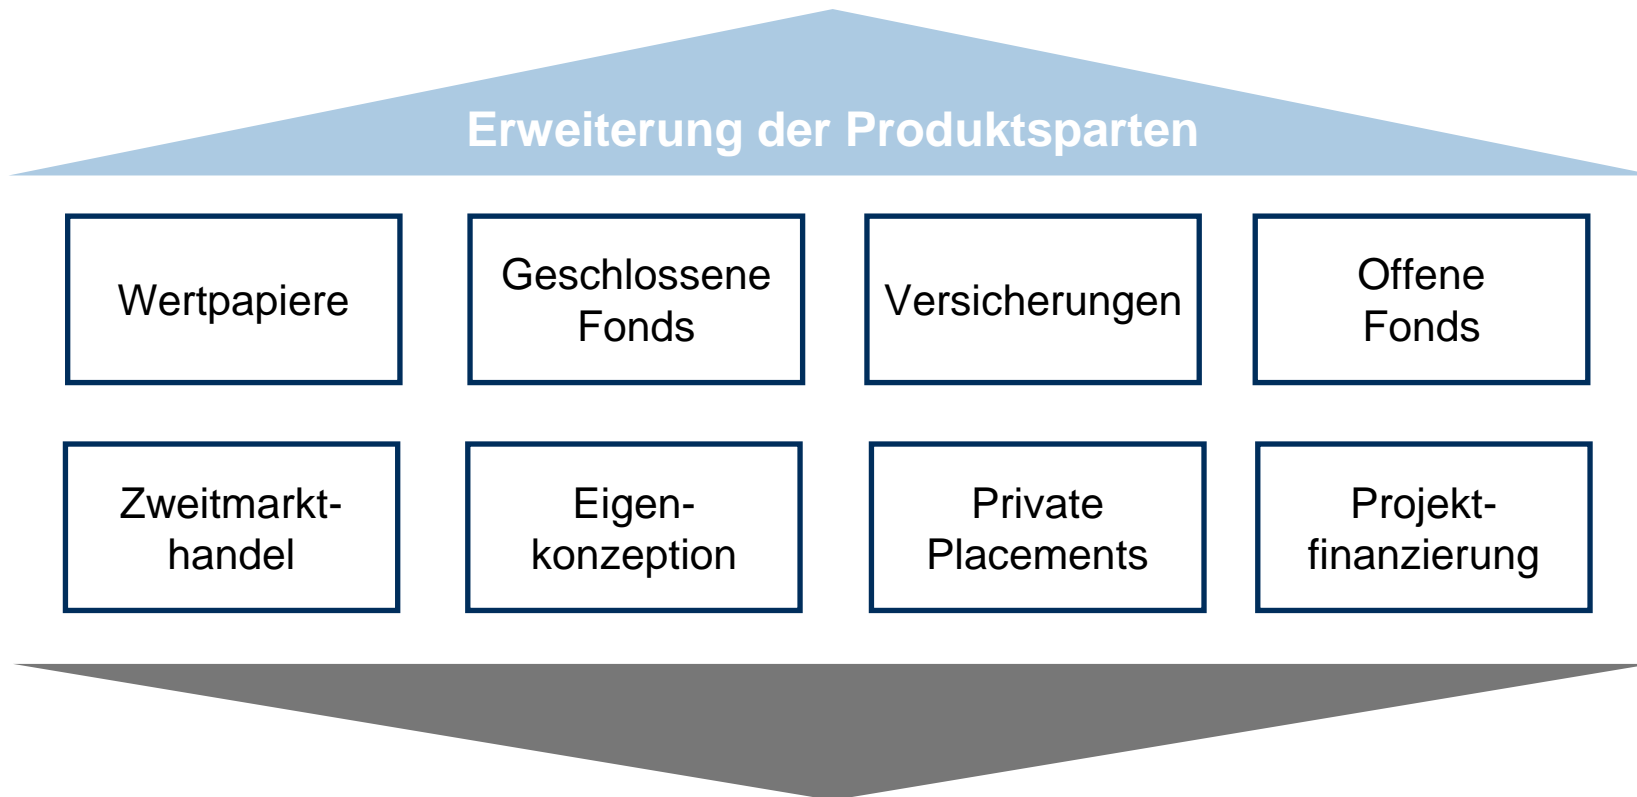 Erweiterung der Produktsparten
Wertpapiere
Geschlossene
Fonds
Versicherungen
Offene
Fonds
Zweitmarkt-
handel
Eigen-
konzeption
Private
Placements
Projekt-
finanzierung